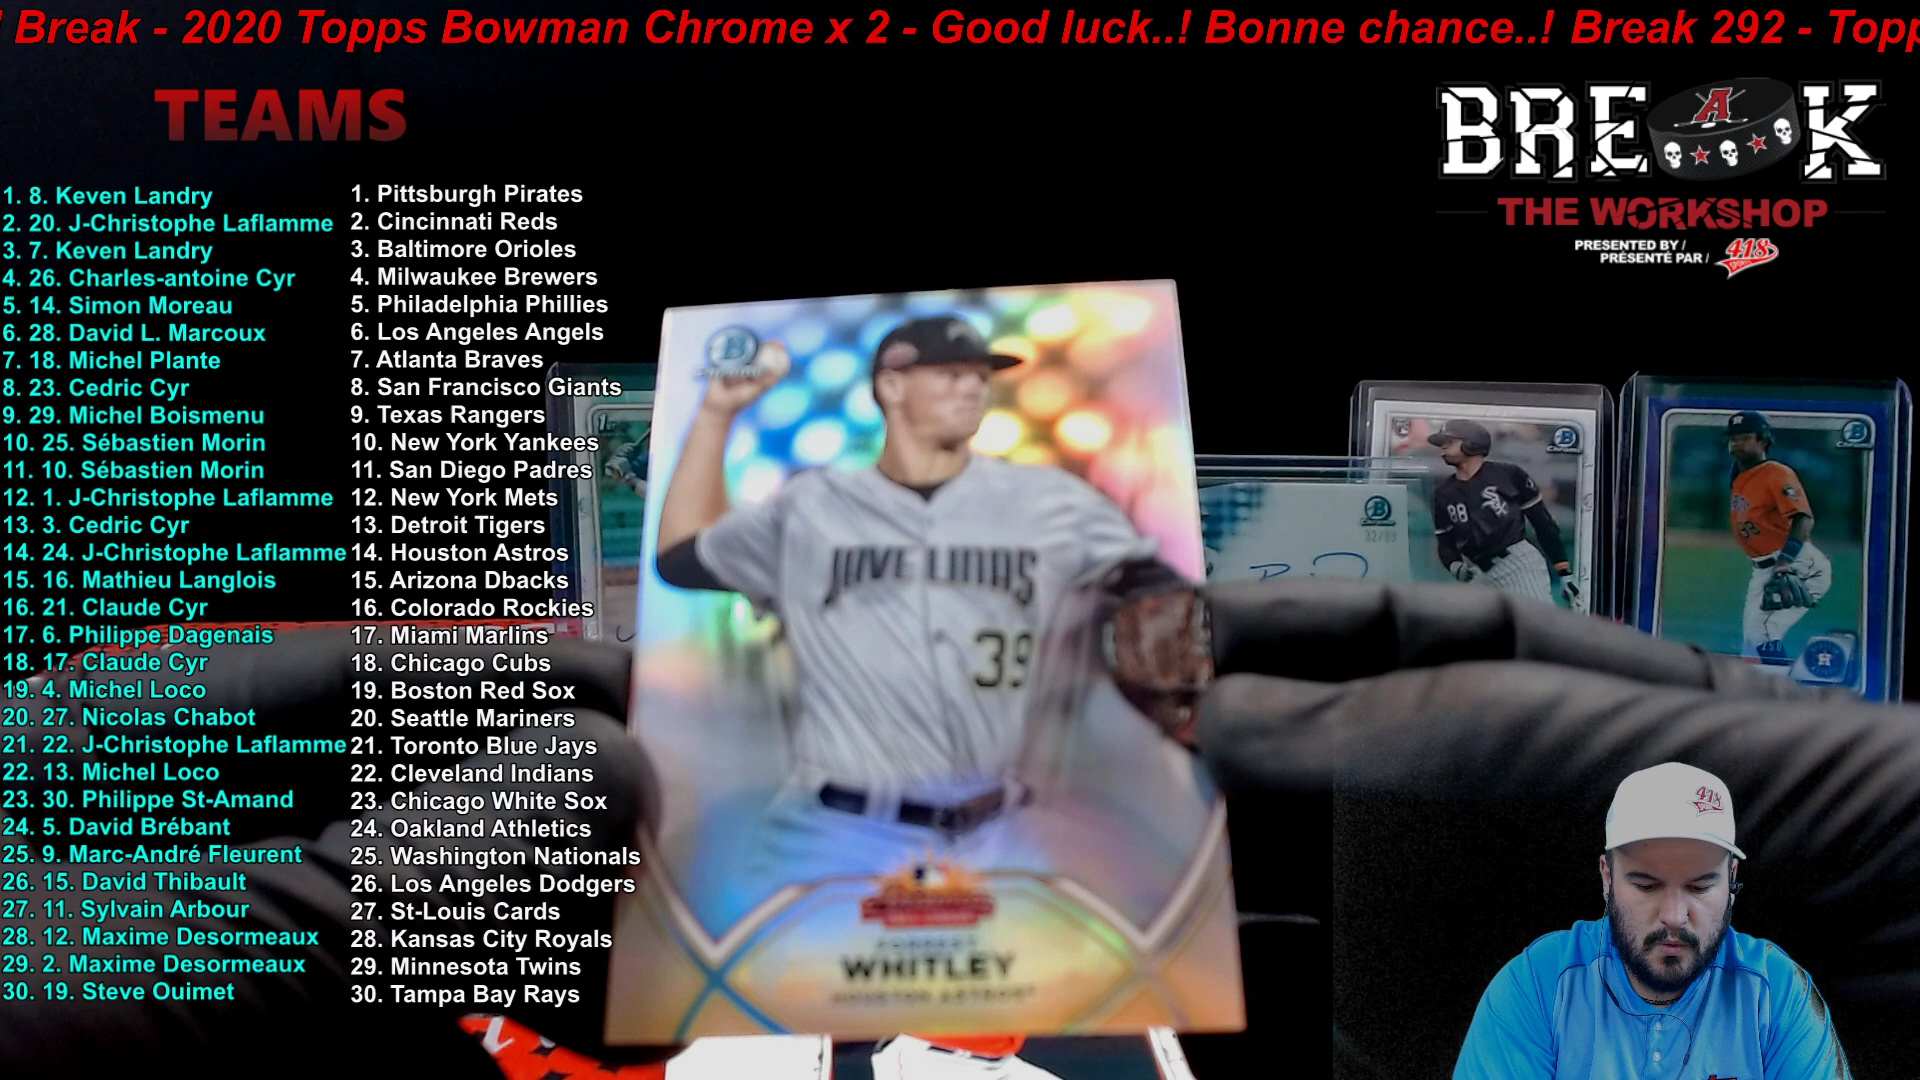 ! Break - 2020 Topps Bowman Chrome x 2 - Good luck..! Bonne chance..! Break 292 - Topp
TEAMS
1. 8. Keven Landry
2. 20. J-Christophe Laflamme
3. 7. Keven Landry
4. 26. Charles-antoine Cyr
5. 14. Simon Moreau
6. 28. David L. Marcoux
7. 18. Michel Plante
8. 23. Cedric Cyr
9. 29. Michel Boismenu
10. 25. Sébastien Morin
11. 10. Sébastien Morin
12. 1. J-Christophe Laflamme
13. 3. Cedric Cyr
14. 24. J-Christophe Laflamme
15. 16. Mathieu Langlois
16. 21. Claude Cyr
17. 6. Philippe Dagenais
18. 17. Claude Cyr
19. 4. Michel Loco
20. 27. Nicolas Chabot
21. 22. J-Christophe Laflamme
22. 13. Michel Loco
23. 30. Philippe St-Amand
24. 5. David Brébant
25. 9. Marc-André Fleurent
26. 15. David Thibault
27. 11. Sylvain Arbour
28. 12. Maxime Desormeaux
29. 2. Maxime Desormeaux
30. 19. Steve Ouimet
1. Pittsburgh Pirates
2. Cincinnati Reds
3. Baltimore Orioles
4. Milwaukee Brewers
5. Philadelphia Phillies
6. Los Angeles Angels
7. Atlanta Braves
8. San Francisco Giants
9. Texas Rangers
10. New York Yankees
11. San Diego Padres
12. New York Mets
13. Detroit Tigers
14. Houston Astros
15. Arizona Dbacks
16. Colorado Rockies
17. Miami Marlins
18. Chicago Cubs
19. Boston Red Sox
20. Seattle Mariners
21. Toronto Blue Jays
22. Cleveland Indians
23. Chicago White Sox
24. Oakland Athletics
25. Washington Nationals
26. Los Angeles Dodgers
27. St-Louis Cards
28. Kansas City Royals
29. Minnesota Twins
30. Tampa Bay Rays
BREAK
THE WORKSHOP
PRESENTED BY /
PRÉSENTÉ PAR /
418
B
Chrome
JAVELINAS
39
FORREST
WHITLEY
HOUSTON ASTROS
88
418